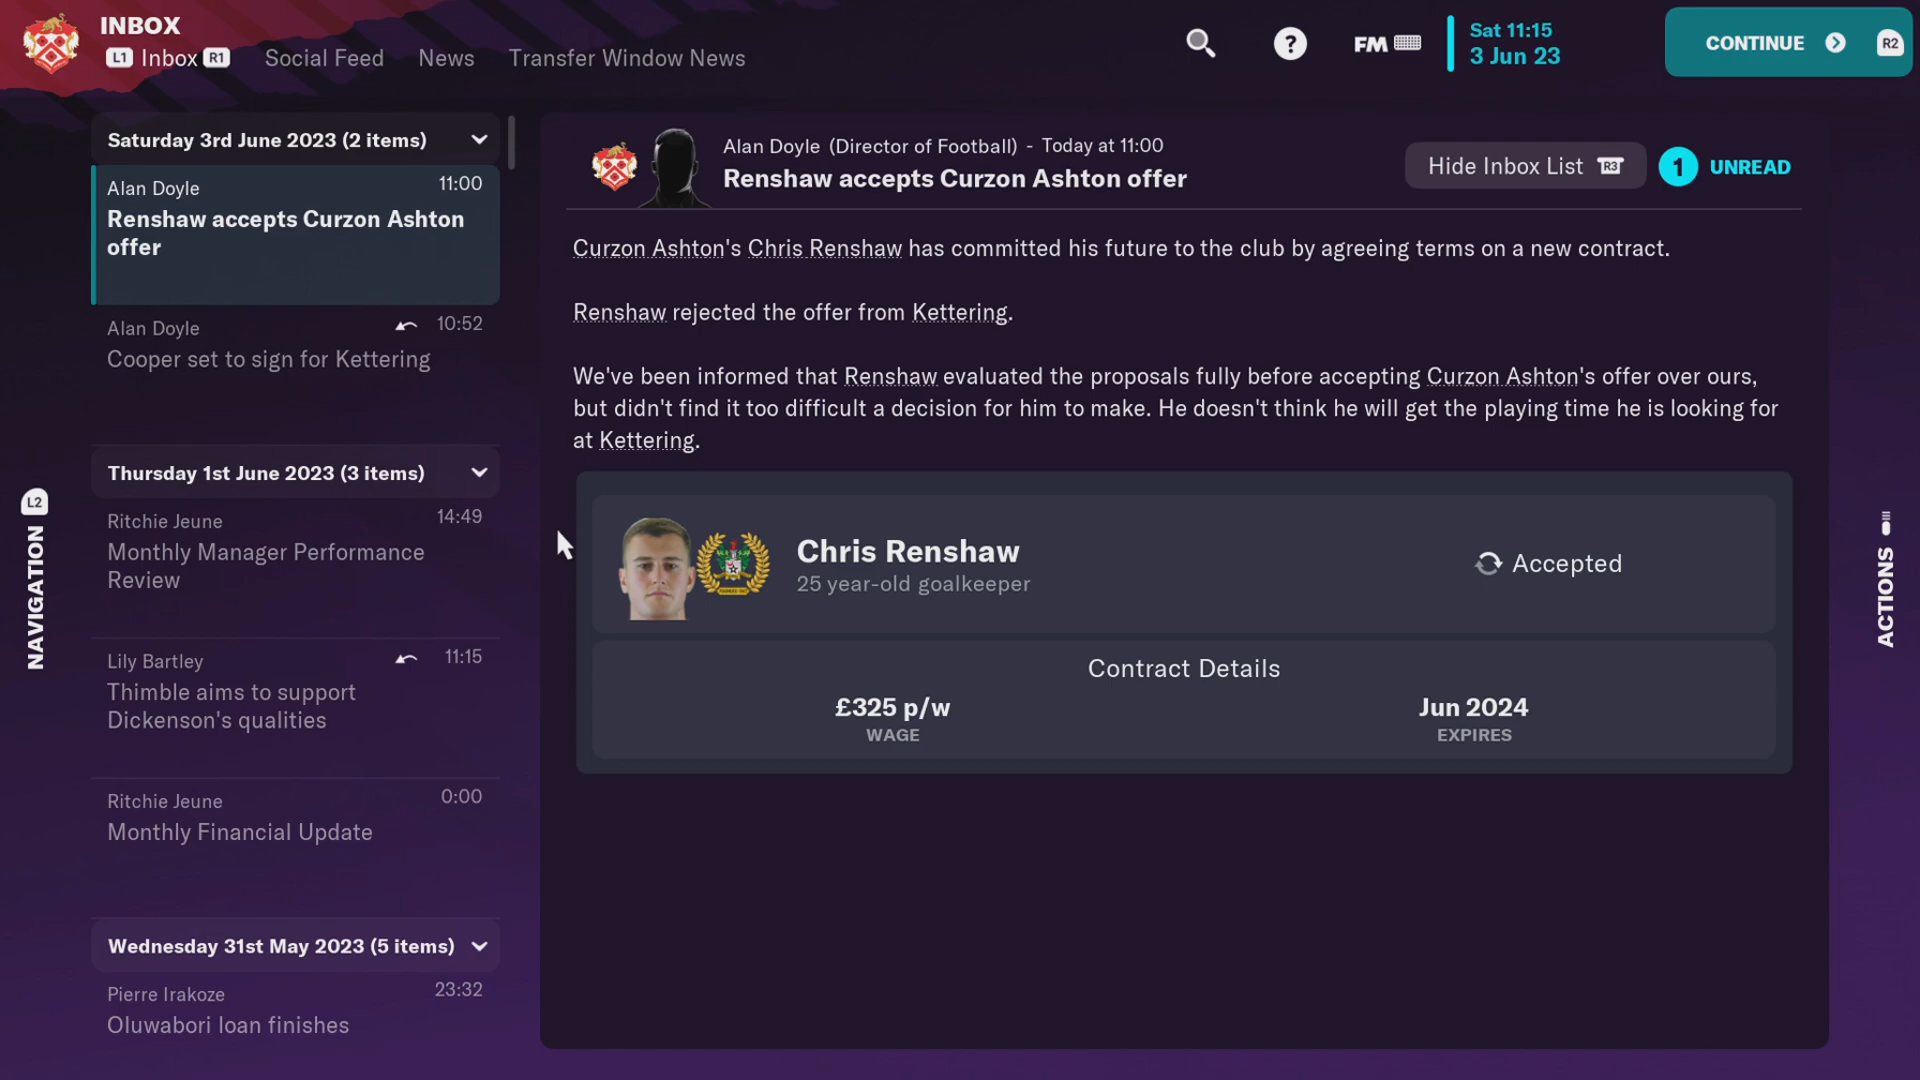 INBOX
L1 Inbox R1 Social Feed News Transfer Window News
?
FM
Sat 11:15
3 Jun 23
CONTINUE R2
Saturday 3rd June 2023 (2 items)
Alan Doyle 11:00
Renshaw accepts Curzon Ashton
offer
Alan Doyle 10:52
Cooper set to sign for Kettering
Thursday 1st June 2023 (3 items)
Ritchie Jeune 14:49
Monthly Manager Performance
Review
Lily Bartley 11:15
Thimble aims to support
Dickenson's qualities
Ritchie Jeune 0:00
Monthly Financial Update
Wednesday 31st May 2023 (5 items)
Pierre Irakoze 23:32
Oluwabori loan finishes
L2
NAVIGATION
Alan Doyle (Director of Football) - Today at 11:00
Renshaw accepts Curzon Ashton offer
Hide Inbox List R3
1 UNREAD
Curzon Ashton's Chris Renshaw has committed his future to the club by agreeing terms on a new contract.
Renshaw rejected the offer from Kettering.
We've been informed that Renshaw evaluated the proposals fully before accepting Curzon Ashton's offer over ours,
but didn't find it too difficult a decision for him to make. He doesn't think he will get the playing time he is looking for
at Kettering.
Chris Renshaw
25 year-old goalkeeper
Accepted
Contract Details
£325 p/w
WAGE
Jun 2024
EXPIRES
ACTIONS